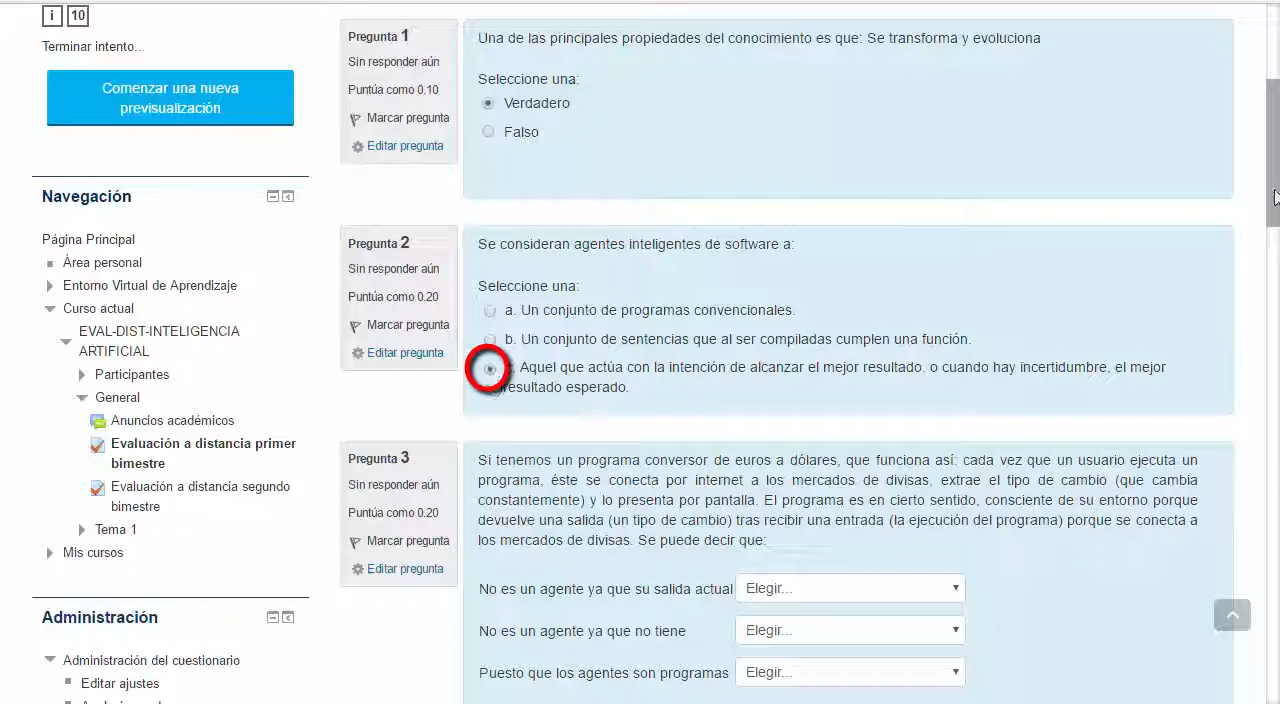 i 10
Terminar intento...
Comenzar una nueva
previsualización
Navegación
Página Principal
Área personal
Entorno Virtual de Aprendizaje
Curso actual
EVAL-DIST-INTELIGENCIA
ARTIFICIAL
Participantes
General
Anuncios académicos
Evaluación a distancia primer
bimestre
Evaluación a distancia segundo
bimestre
Tema 1
Mis cursos
Administración
Administración del cuestionario
Editar ajustes
Pregunta 1
Sin responder aún
Puntúa como 0.10
Marcar pregunta
Editar pregunta
Una de las principales propiedades del conocimiento es que: Se transforma y evoluciona
Seleccione una:
Verdadero
Falso
Pregunta 2
Sin responder aún
Puntúa como 0.20
Marcar pregunta
Editar pregunta
Se consideran agentes inteligentes de software a:
Seleccione una:
a. Un conjunto de programas convencionales.
b. Un conjunto de sentencias que al ser compiladas cumplen una función.
Aquel que actúa con la intención de alcanzar el mejor resultado, o cuando hay incertidumbre, el mejor
resultado esperado.
Pregunta 3
Sin responder aún
Puntúa como 0.20
Marcar pregunta
Editar pregunta
Si tenemos un programa conversor de euros a dólares, que funciona así: cada vez que un usuario ejecuta un
programa, éste se conecta por internet a los mercados de divisas, extrae el tipo de cambio (que cambia
constantemente) y lo presenta por pantalla. El programa es en cierto sentido, consciente de su entorno porque
devuelve una salida (un tipo de cambio) tras recibir una entrada (la ejecución del programa) porque se conecta a
los mercados de divisas. Se puede decir que:________
No es un agente ya que su salida actual Elegir...
No es un agente ya que no tiene Elegir...
Puesto que los agentes son programas Elegir...